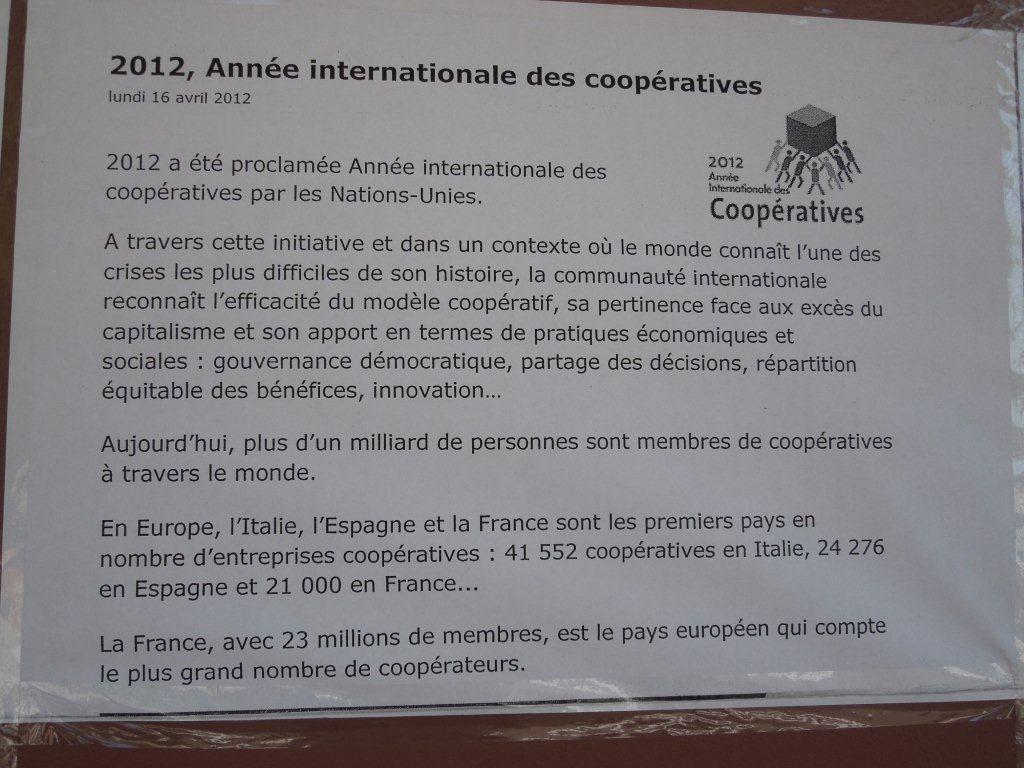 2012, Année internationale des coopératives
lundi 16 avril 2012
2012 a été proclamée Année internationale des
coopératives par les Nations-Unies.
2012
Année
Internationale des
Coopératives
A travers cette initiative et dans un contexte où le monde connaît l'une des
crises les plus difficiles de son histoire, la communauté internationale
reconnaît l'efficacité du modèle coopératif, sa pertinence face aux excès du
capitalisme et son apport en termes de pratiques économiques et
sociales : gouvernance démocratique, partage des décisions, répartition
équitable des bénéfices, innovation...
Aujourd'hui, plus d'un milliard de personnes sont membres de coopératives
à travers le monde.
En Europe, l'Italie, l'Espagne et la France sont les premiers pays en
nombre d'entreprises coopératives : 41 552 coopératives en Italie, 24 276
en Espagne et 21 000 en France...
La France, avec 23 millions de membres, est le pays européen qui compte
le plus grand nombre de coopérateurs.